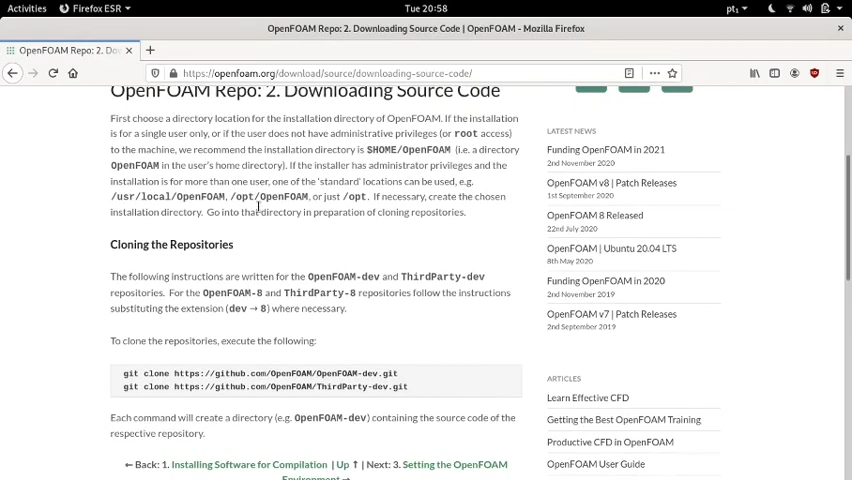 Activities
Firefox ESR
Tue 20:58
pt₁
OpenFOAM Repo: 2. Downloading Source Code | OpenFOAM - Mozilla Firefox
OpenFOAM Repo: 2. Do
https://openfoam.org/download/source/downloading-source-code/
OpenFOAM Repo: 2. Downloading Source Code
First choose a directory location for the installation directory of OpenFOAM. If the installation
is for a single user only, or if the user does not have administrative privileges (or root access)
to the machine, we recommend the installation directory is $HOME/OpenFOAM (i.e. a directory
OpenFOAM in the user's home directory). If the installer has administrator privileges and the
installation is for more than one user, one of the 'standard' locations can be used, e.g.
/usr/local/OpenFOAM, /opt/OpenFOAM, or just /opt. If necessary, create the chosen
installation directory. Go into that directory in preparation of cloning repositories.
Cloning the Repositories
The following instructions are written for the OpenFOAM-dev and ThirdParty-dev
repositories. For the OpenFOAM-8 and ThirdParty-8 repositories follow the instructions
substituting the extension (dev → 8) where necessary.
To clone the repositories, execute the following:
git clone https://github.com/OpenFOAM/OpenFOAM-dev.git
git clone https://github.com/OpenFOAM/ThirdParty-dev.git
Each command will create a directory (e.g. OpenFOAM-dev) containing the source code of the
respective repository.
← Back: 1. Installing Software for Compilation | Up ↑ | Next: 3. Setting the OpenFOAM
Environment →
LATEST NEWS
Funding OpenFOAM in 2021
2nd November 2020
OpenFOAM v8 | Patch Releases
1st September 2020
OpenFOAM 8 Released
22nd July 2020
OpenFOAM | Ubuntu 20.04 LTS
8th May 2020
Funding OpenFOAM in 2020
2nd November 2019
OpenFOAM v7 | Patch Releases
2nd September 2019
ARTICLES
Learn Effective CFD
Getting the Best OpenFOAM Training
Productive CFD in OpenFOAM
OpenFOAM User Guide